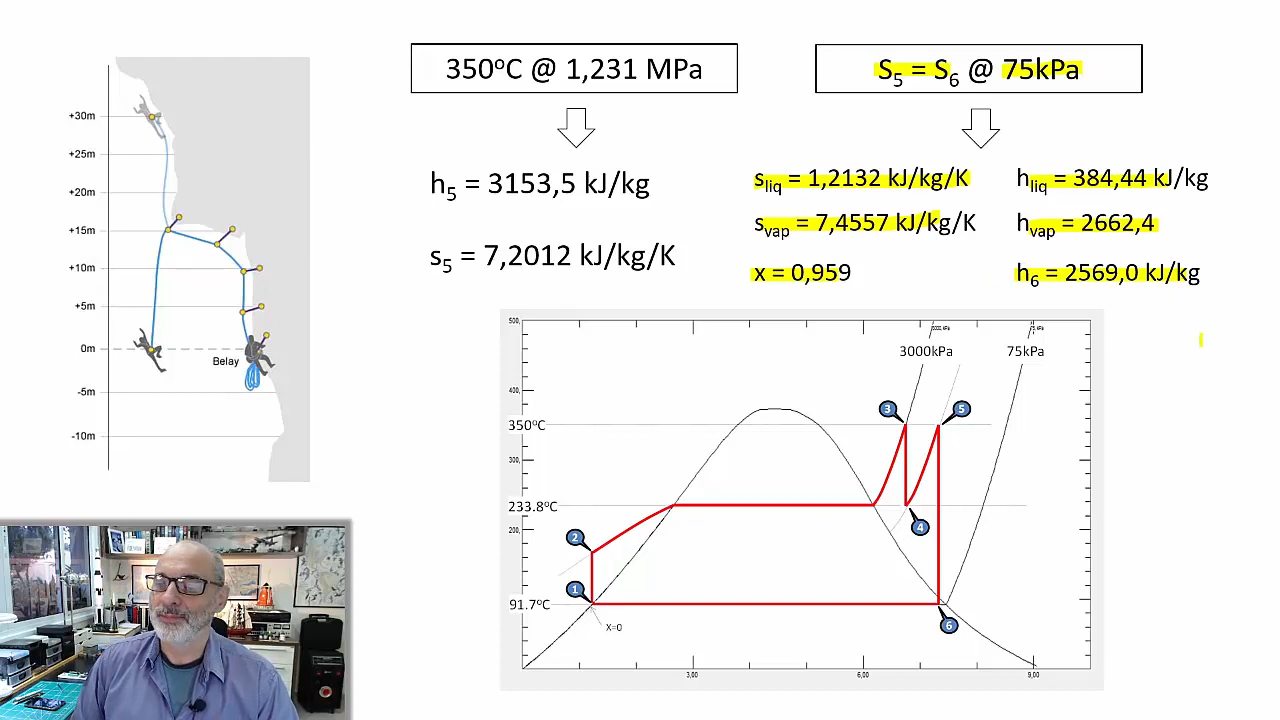 +30m
+25m
+20m
+15m
+10m
+5m
0m
-5m
-10m
Belay
350ºC @ 1,231 MPa
h5 = 3153,5 kJ/kg
s5 = 7,2012 kJ/kg/K
S5 = S6 @ 75kPa
sliq = 1,2132 kJ/kg/K
hliq = 384,44 kJ/kg
svap = 7,4557 kJ/kg/K
hvap = 2662,4
x = 0,959
h6 = 2569,0 kJ/kg
500,
3000kPa
75kPa
400,
3
5
350ºC
300,
233.8ºC
200,
4
2
1
91.7ºC
6
X=0
3,00
6,00
9,00